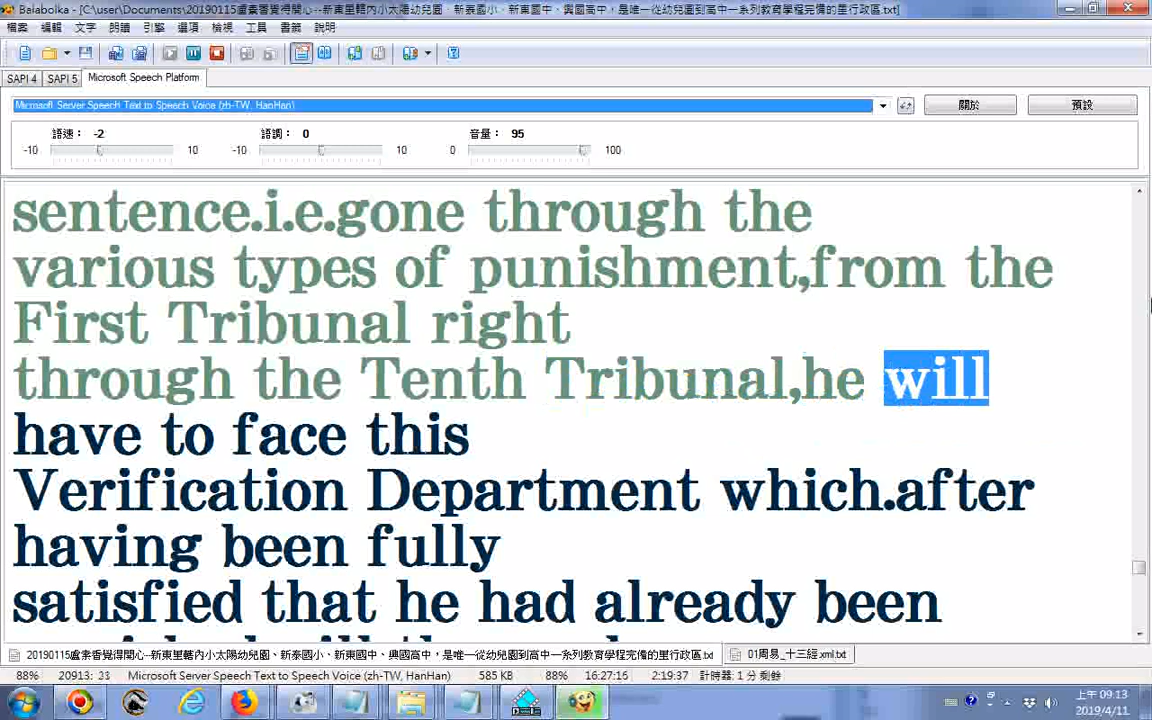 Balabolka - [C:\user\Documents\20190115盧素香覺得開心--新東里轄內小太陽幼兒園、新泰國小、新東國中、興國高中，是唯一從幼兒園到高中一系列教育學程完備的里行政區.txt]
檔案 編輯 文字 朗讀 引擎 選項 檢視 工具 書籤 說明
SAPI 4 SAPI 5 Microsoft Speech Platform
Microsoft Server Speech Text to Speech Voice (zh-TW, HanHan) 關於 預設
語速： -2 語調： 0 音量： 95
-10 10 -10 10 0 100
sentence.i.e.gone through the
various types of punishment,from the
First Tribunal right
through the Tenth Tribunal,he will
have to face this
Verification Department which.after
having been fully
satisfied that he had already been
20190115盧素香覺得開心--新東里轄內小太陽幼兒園、新泰國小、新東國中、興國高中，是唯一從幼兒園到高中一系列教育學程完備的里行政區.txt 01周易_十三經.xml.txt
88% 20913: 23 Microsoft Server Speech Text to Speech Voice (zh-TW, HanHan) 585 KB 88% 16:27:15 2:19:37 計時器: 1 分 剩餘
上午 09:13
2019/4/11